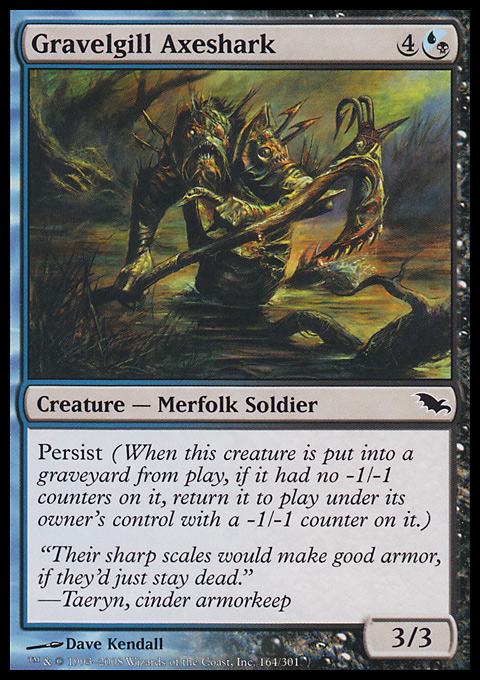 Gravelgill Axeshark 4
Creature — Merfolk Soldier
Persist (When this creature is put into a
graveyard from play, if it had no -1/-1
counters on it, return it to play under its
owner's control with a -1/-1 counter on it.)
“Their sharp scales would make good armor,
if they'd just stay dead.”
—Taeryn, cinder armorkeep
Dave Kendall
3/3
™ & © 1993–2008 Wizards of the Coast, Inc. 164/301